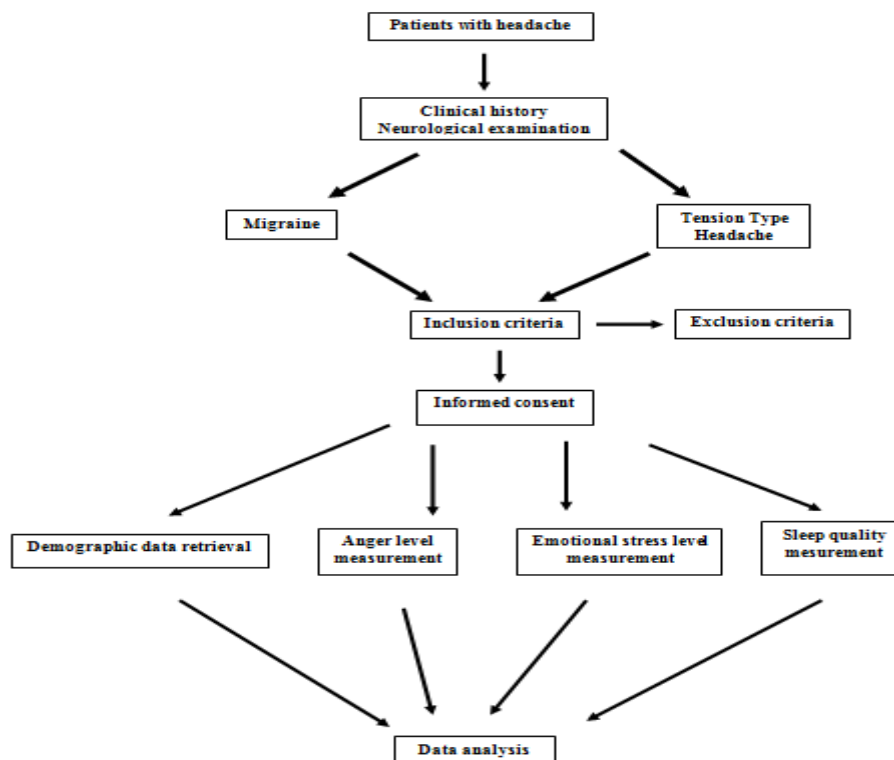 Patients with headache
Clinical history
Neurological examination
Migraine
Tension Type
Headache
Inclusion criteria
Exclusion criteria
Informed consent
Demographic data retrieval
Anger level
measurement
Emotional stress level
measurement
Sleep quality
mesurement
Data analysis